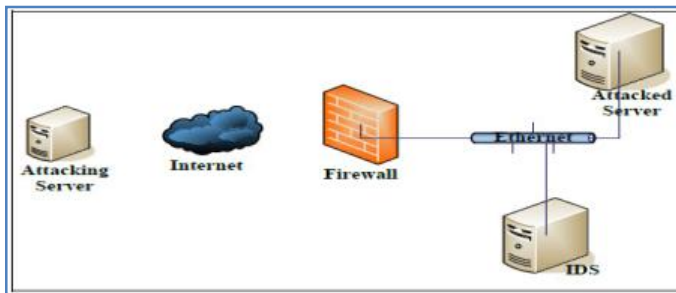 Attacking
Server
Internet
Firewall
Ethernet
Attacked
Server
IDS